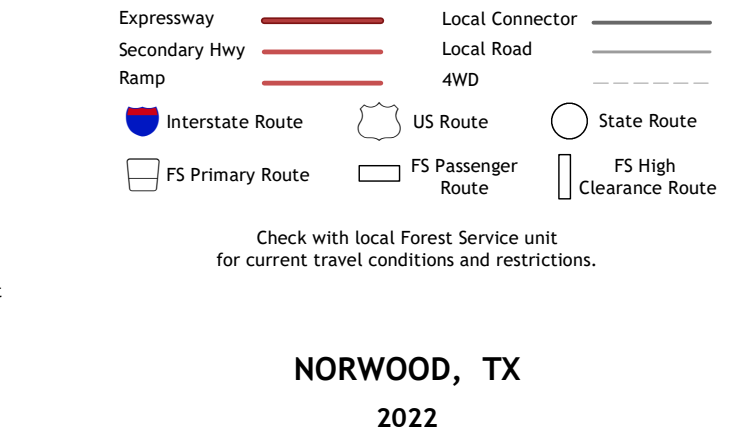 Expressway
Local Connector
Secondary Hwy
Local Road
Ramp
4WD
Interstate Route
US Route
State Route
FS Primary Route
FS Passenger
Route
FS High
Clearance Route
Check with local Forest Service unit
for current travel conditions and restrictions.
NORWOOD, TX
2022